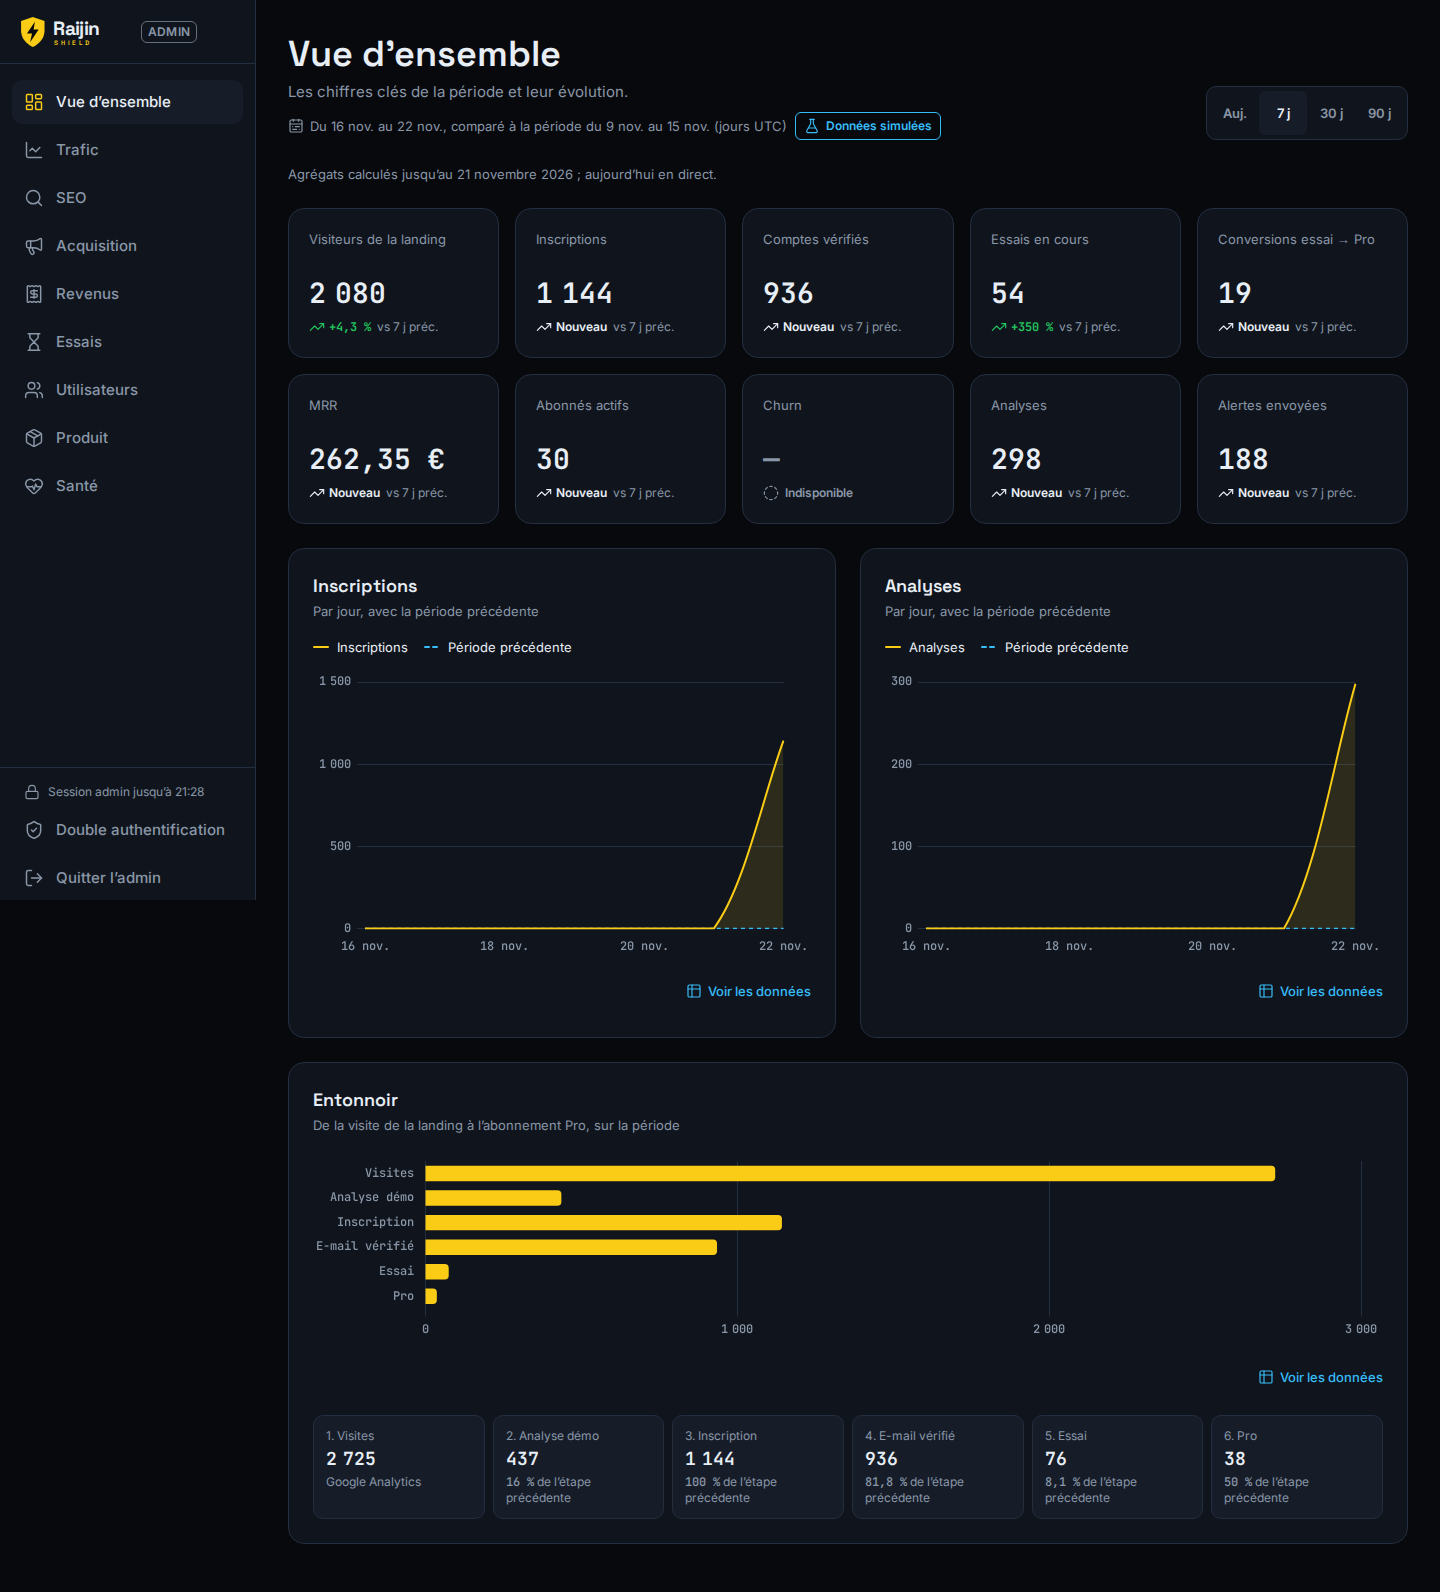 Raijin
SHIELD
ADMIN
Vue d’ensemble
Trafic
SEO
Acquisition
Revenus
Essais
Utilisateurs
Produit
Santé
Session admin jusqu’à 21:28
Double authentification
Quitter l’admin
Vue d’ensemble
Les chiffres clés de la période et leur évolution.
Du 16 nov. au 22 nov., comparé à la période du 9 nov. au 15 nov. (jours UTC)
Données simulées
Auj. 7 j 30 j 90 j
Agrégats calculés jusqu’au 21 novembre 2026 ; aujourd’hui en direct.
Visiteurs de la landing
2 080
+4,3 % vs 7 j préc.
Inscriptions
1 144
Nouveau vs 7 j préc.
Comptes vérifiés
936
Nouveau vs 7 j préc.
Essais en cours
54
+350 % vs 7 j préc.
Conversions essai → Pro
19
Nouveau vs 7 j préc.
MRR
262,35 €
Nouveau vs 7 j préc.
Abonnés actifs
30
Nouveau vs 7 j préc.
Churn
—
Indisponible
Analyses
298
Nouveau vs 7 j préc.
Alertes envoyées
188
Nouveau vs 7 j préc.
Inscriptions
Par jour, avec la période précédente
Inscriptions Période précédente
1 500
1 000
500
0
16 nov. 18 nov. 20 nov. 22 nov.
Voir les données
Analyses
Par jour, avec la période précédente
Analyses Période précédente
300
200
100
0
16 nov. 18 nov. 20 nov. 22 nov.
Voir les données
Entonnoir
De la visite de la landing à l’abonnement Pro, sur la période
Visites
Analyse démo
Inscription
E-mail vérifié
Essai
Pro
0 1 000 2 000 3 000
Voir les données
1. Visites
2 725
Google Analytics
2. Analyse démo
437
16 % de l’étape
précédente
3. Inscription
1 144
100 % de l’étape
précédente
4. E-mail vérifié
936
81,8 % de l’étape
précédente
5. Essai
76
8,1 % de l’étape
précédente
6. Pro
38
50 % de l’étape
précédente